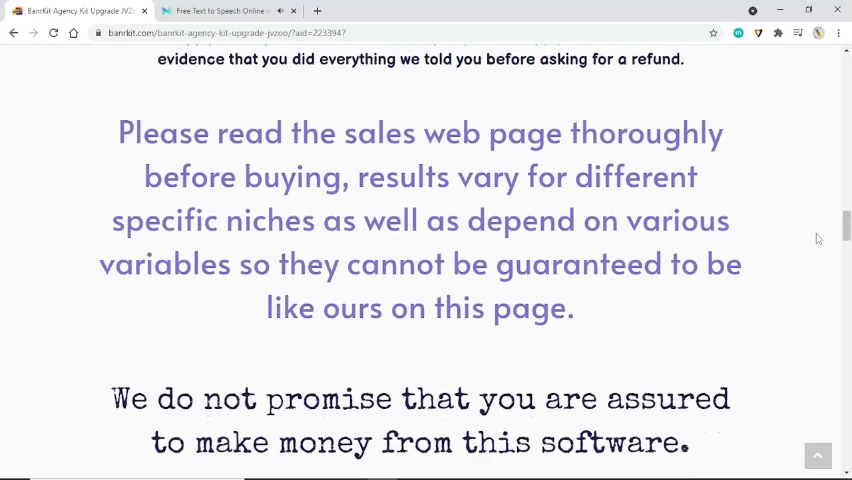 BanrKit Agency Kit Upgrade JVZo
Free Text to Speech Online w
banrkit.com/banrkit-agency-kit-upgrade-jvzoo/?aid=2233947
evidence that you did everything we told you before asking for a refund.
Please read the sales web page thoroughly
before buying, results vary for different
specific niches as well as depend on various
variables so they cannot be guaranteed to be
like ours on this page.
We do not promise that you are assured
to make money from this software.